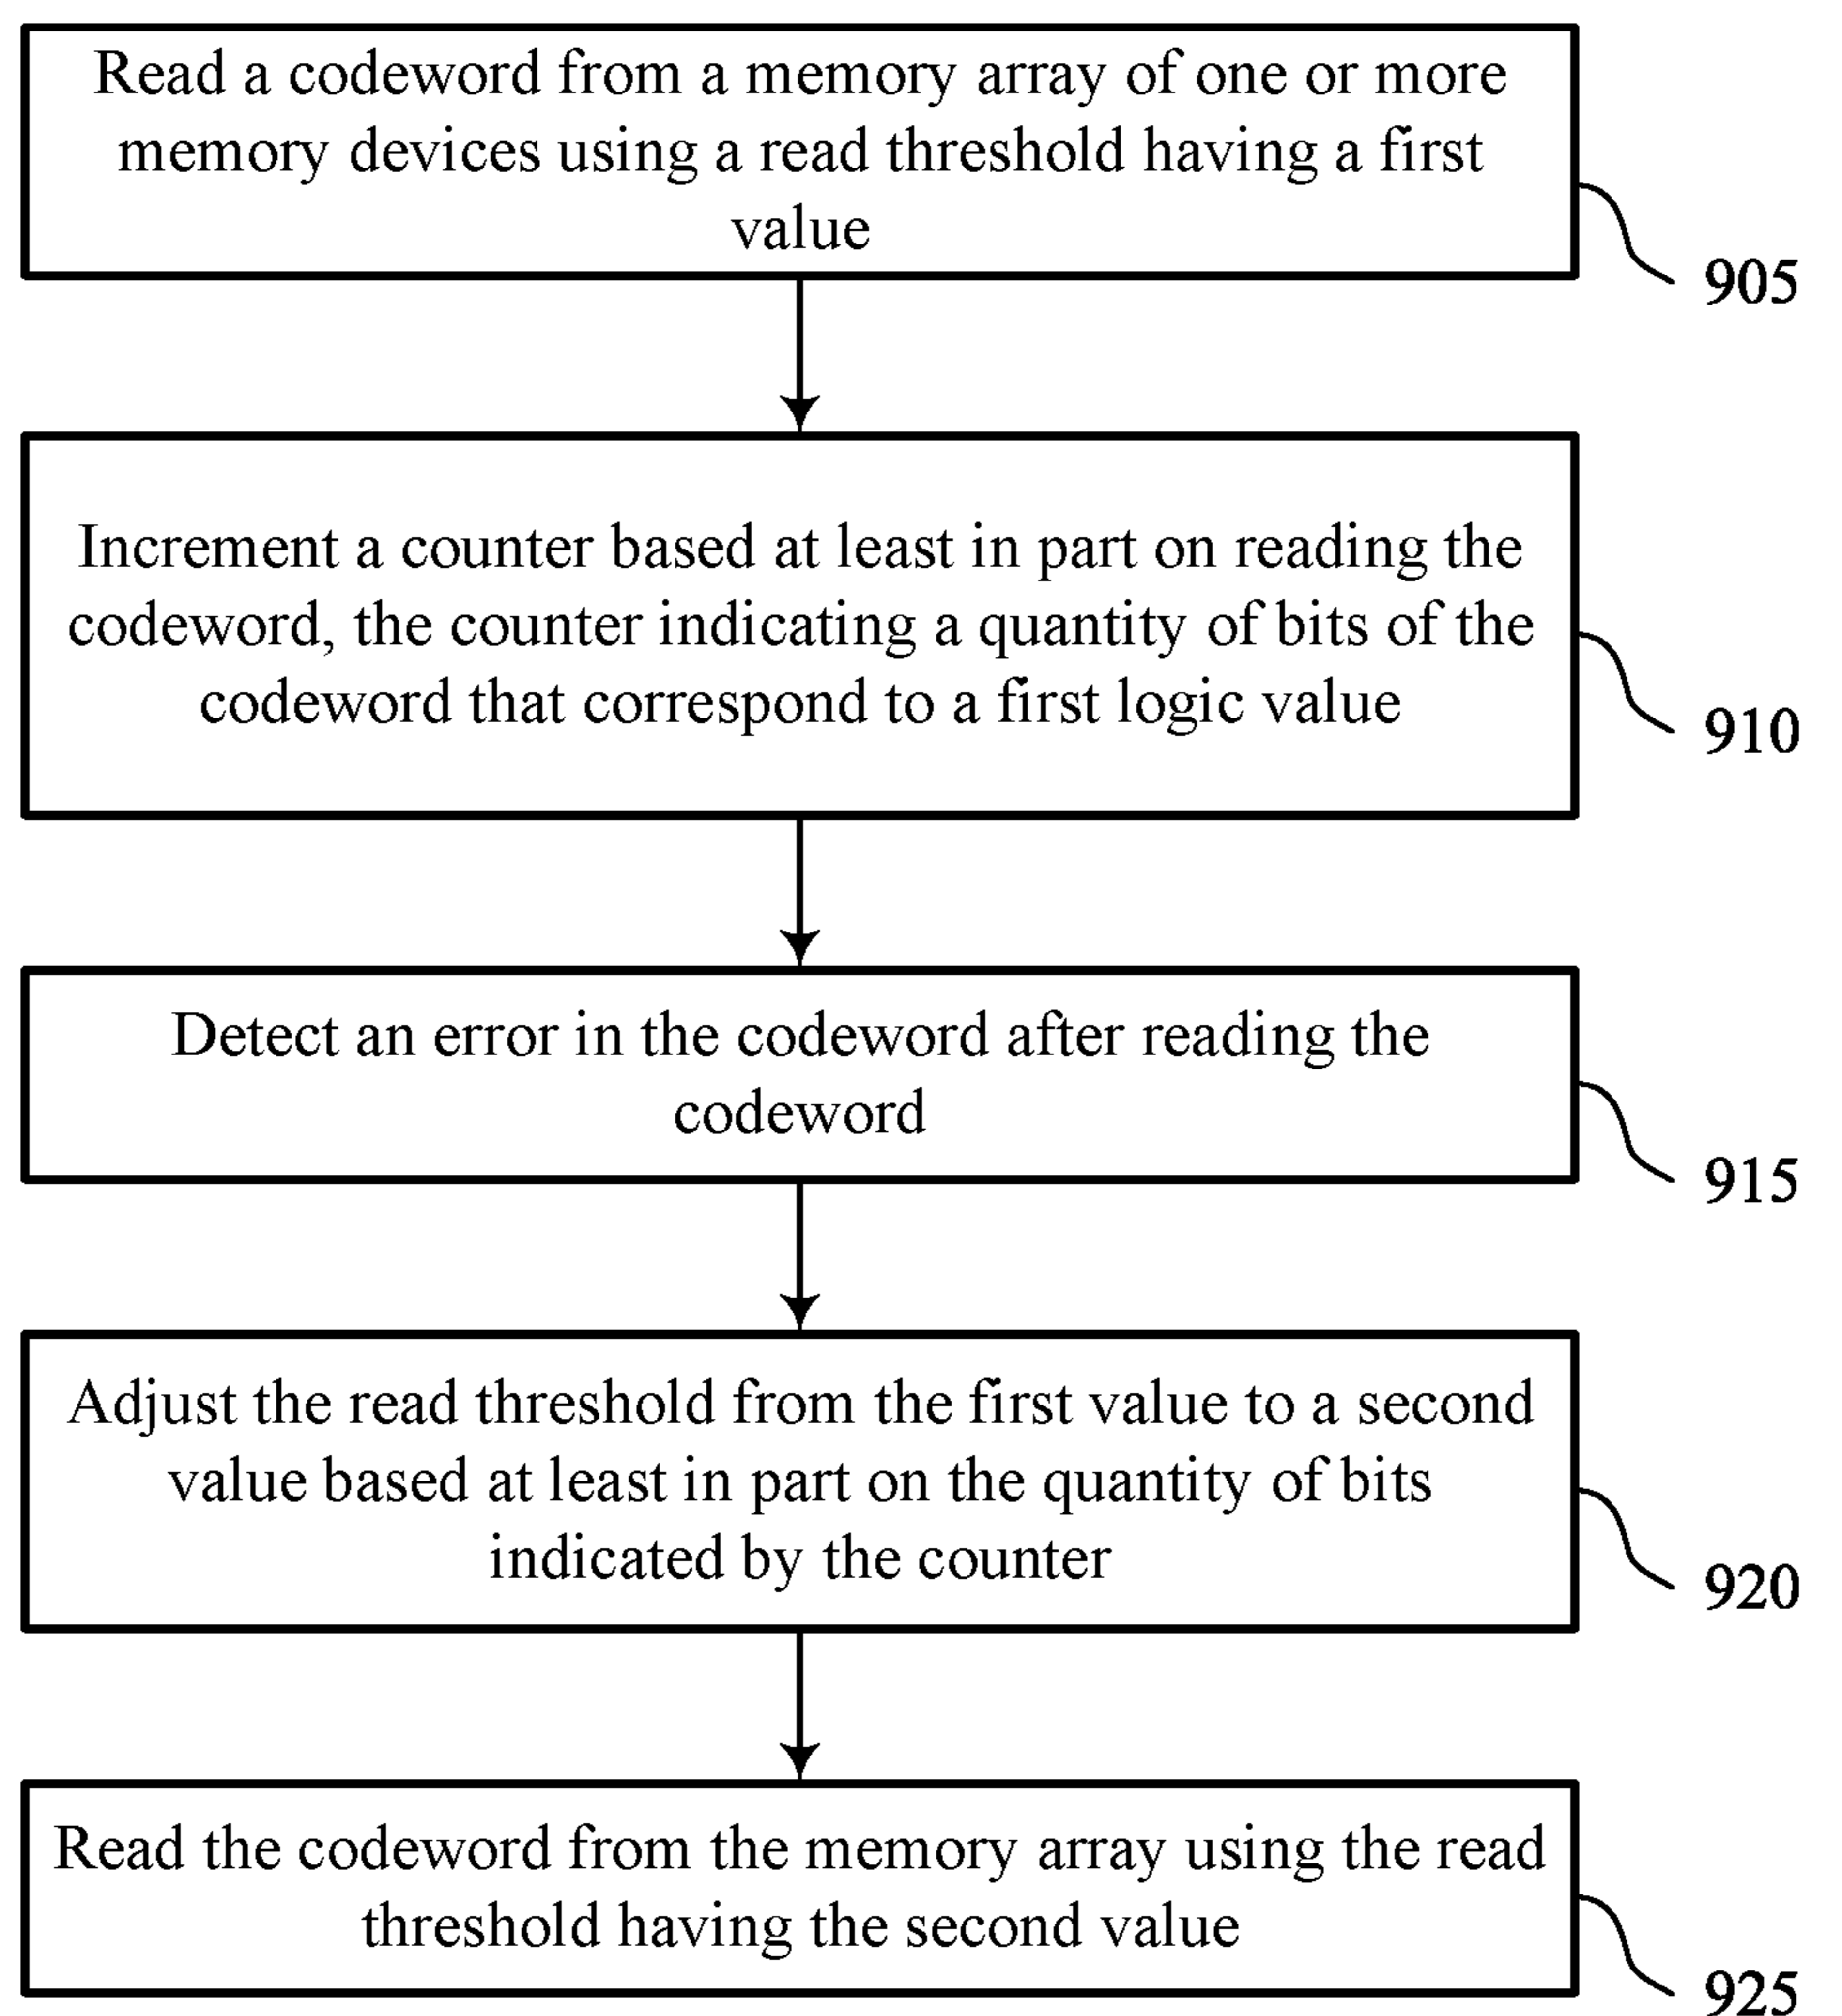 Read a codeword from a memory array of one or more
memory devices using a read threshold having a first
value
905
Increment a counter based at least in part on reading the
codeword, the counter indicating a quantity of bits of the
codeword that correspond to a first logic value
910
Detect an error in the codeword after reading the
codeword
915
Adjust the read threshold from the first value to a second
value based at least in part on the quantity of bits
indicated by the counter
920
Read the codeword from the memory array using the read
threshold having the second value
925